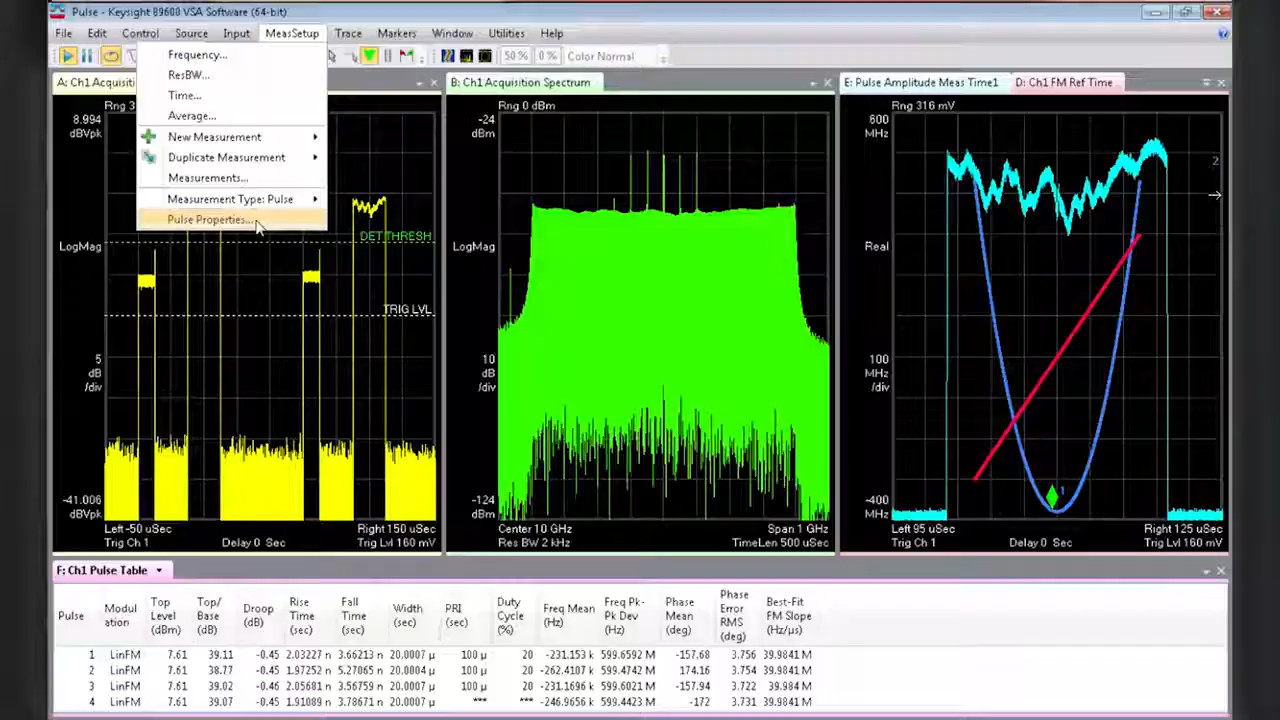 Pulse - Keysight 89600 VSA Software (64-bit)
File Edit Control Source Input MeasSetup Trace Markers Window Utilities Help
50 % 0 % Color Normal
Frequency...
ResBW...
Time...
Average...
New Measurement
Duplicate Measurement
Measurements...
Measurement Type: Pulse
Pulse Properties...
A: Ch1 Acquisiti
Rng 3
8.994
dBVpk
LogMag
DET THRESH
TRIG LVL
5
dB
/div
-41.006
dBVpk
Left -50 uSec Right 150 uSec
Trig Ch 1 Delay 0 Sec Trig Lvl 160 mV
B: Ch1 Acquisition Spectrum
Rng 0 dBm
-24
dBm
LogMag
10
dB
/div
-124
dBm
Center 10 GHz Span 1 GHz
Res BW 2 kHz TimeLen 500 uSec
E: Pulse Amplitude Meas Time1 D: Ch1 FM Ref Time
Rng 316 mV
600
MHz
2
Real
100
MHz
/div
1
-400
MHz
Left 95 uSec Right 125 uSec
Trig Ch 1 Delay 0 Sec Trig Lvl 160 mV
F: Ch1 Pulse Table
Pulse Modul ation Top Level (dBm) Top/ Base (dB) Droop (dB) Rise Time (sec) Fall Time (sec) Width (sec) PRI (sec) Duty Cycle (%) Freq Mean (Hz) Freq Pk-Pk Dev (Hz) Phase Mean (deg) Phase Error RMS (deg) Best-Fit FM Slope (Hz/µs)
1 LinFM 7.61 39.11 -0.45 2.03227 n 3.66213 n 20.0007 µ 100 µ 20 -231.153 k 599.6592 M -157.68 3.756 39.9841 M
2 LinFM 7.61 38.77 -0.45 1.97252 n 5.27065 n 20.0004 µ 100 µ 20 -262.4107 k 599.4742 M 174.16 3.754 39.9841 M
3 LinFM 7.61 39.02 -0.46 2.05681 n 3.56759 n 20.0007 µ 100 µ 20 -231.1696 k 599.6021 M -157.94 3.722 39.984 M
4 LinFM 7.61 39.07 -0.45 1.91089 n 3.78671 n 20.0007 µ *** *** -246.9656 k 599.4423 M -172 3.731 39.9841 M